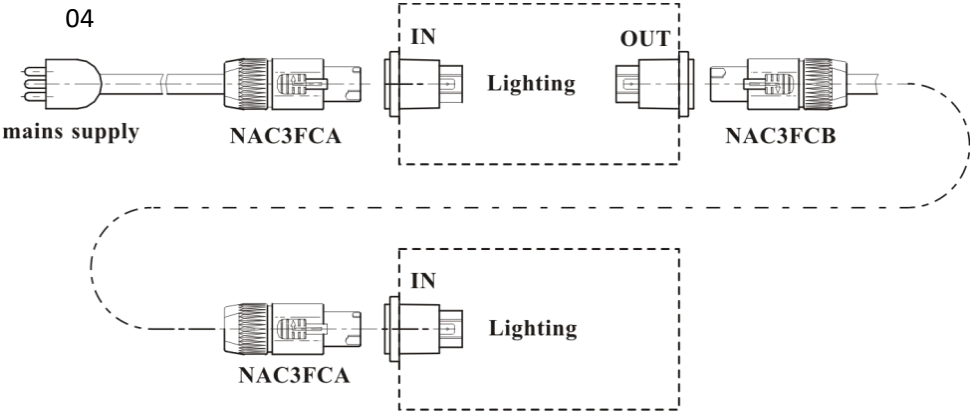 04
IN
OUT
Lighting
mains supply
NAC3FCA
NAC3FCB
IN
Lighting
NAC3FCA